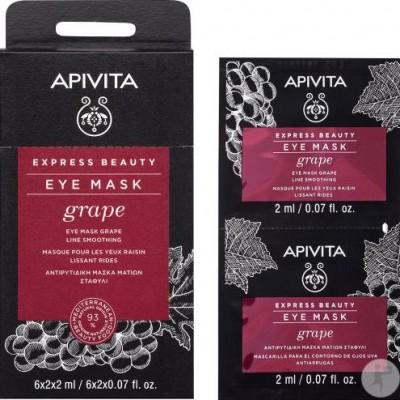 APIVITA
EXPRESS BEAUTY
EYE MASK
grape
EYE MASK GRAPE
LINE SMOOTHING
MASQUE POUR LES YEUX RAISIN
LISSANT RIDES
ΑΝΤΙΡΥΤΙΔΙΚΗ ΜΑΣΚΑ ΜΑΤΙΩΝ
ΣΤΑΦΥΛΙ
93
%
6x2x2 ml / 6x2x0.07 fl. oz.
APIVITA
EXPRESS BEAUTY
EYE MASK
grape
EYE MASK GRAPE
LINE SMOOTHING
MASQUE POUR LES YEUX RAISIN
LISSANT RIDES
2 ml / 0.07 fl. oz.
APIVITA
EXPRESS BEAUTY
EYE MASK
grape
ΑΝΤΙΡΥΤΙΔΙΚΗ ΜΑΣΚΑ ΜΑΤΙΩΝ ΣΤΑΦΥΛΙ
MASCARILLA PARA EL CONTORNO DE OJOS UVA
ANTIARRUGAS
2 ml / 0.07 fl. oz.